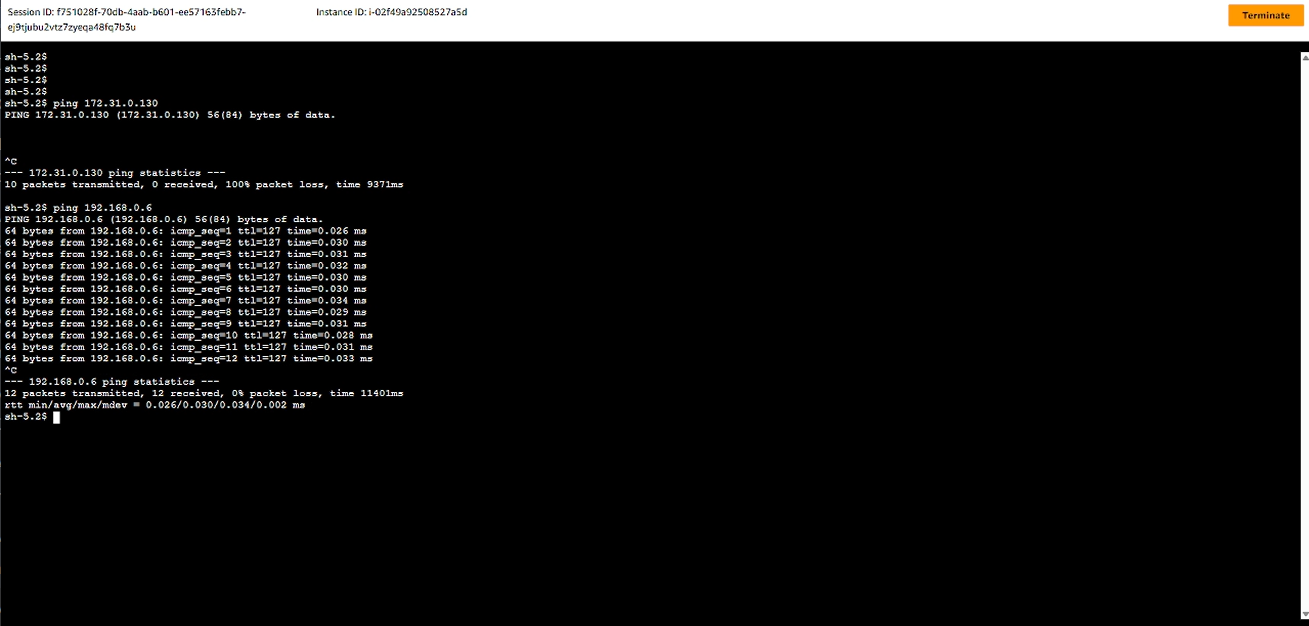 Session ID: f751028f-70db-4aab-b601-ee57163febb7-
ej9tjubu2vtz7zyeqa48fq7b3u
Instance ID: i-02f49a92508527a5d
Terminate
sh-5.2$
sh-5.2$
sh-5.2$
sh-5.2$
sh-5.2$ ping 172.31.0.130
PING 172.31.0.130 (172.31.0.130) 56(84) bytes of data.
^C
--- 172.31.0.130 ping statistics ---
10 packets transmitted, 0 received, 100% packet loss, time 9371ms
sh-5.2$ ping 192.168.0.6
PING 192.168.0.6 (192.168.0.6) 56(84) bytes of data.
64 bytes from 192.168.0.6: icmp_seq=1 ttl=127 time=0.026 ms
64 bytes from 192.168.0.6: icmp_seq=2 ttl=127 time=0.030 ms
64 bytes from 192.168.0.6: icmp_seq=3 ttl=127 time=0.031 ms
64 bytes from 192.168.0.6: icmp_seq=4 ttl=127 time=0.032 ms
64 bytes from 192.168.0.6: icmp_seq=5 ttl=127 time=0.030 ms
64 bytes from 192.168.0.6: icmp_seq=6 ttl=127 time=0.030 ms
64 bytes from 192.168.0.6: icmp_seq=7 ttl=127 time=0.034 ms
64 bytes from 192.168.0.6: icmp_seq=8 ttl=127 time=0.029 ms
64 bytes from 192.168.0.6: icmp_seq=9 ttl=127 time=0.031 ms
64 bytes from 192.168.0.6: icmp_seq=10 ttl=127 time=0.028 ms
64 bytes from 192.168.0.6: icmp_seq=11 ttl=127 time=0.031 ms
64 bytes from 192.168.0.6: icmp_seq=12 ttl=127 time=0.033 ms
^C
--- 192.168.0.6 ping statistics ---
12 packets transmitted, 12 received, 0% packet loss, time 11401ms
rtt min/avg/max/mdev = 0.026/0.030/0.034/0.002 ms
sh-5.2$